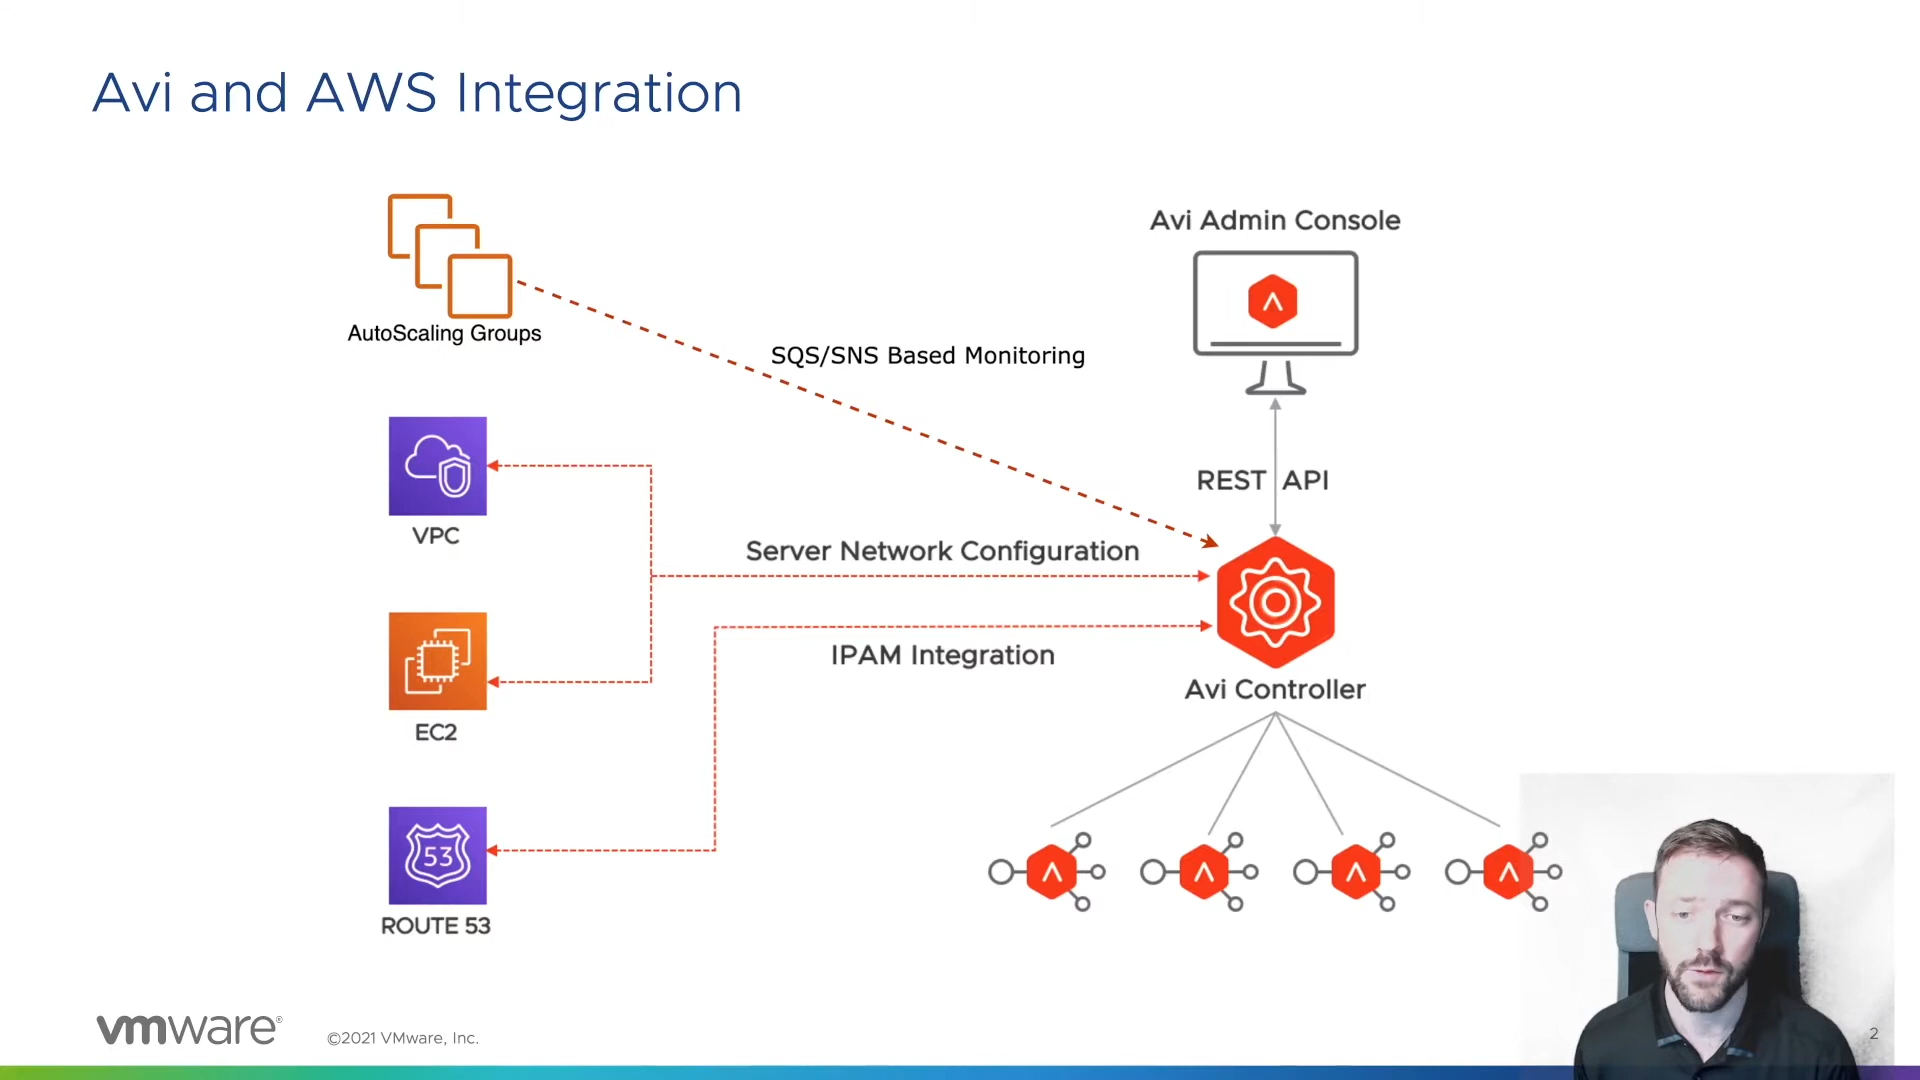 Avi and AWS Integration
Avi Admin Console
AutoScaling Groups
SQS/SNS Based Monitoring
REST API
VPC
Server Network Configuration
IPAM Integration
Avi Controller
EC2
53
ROUTE 53
vmware®
©2021 VMware, Inc.
2